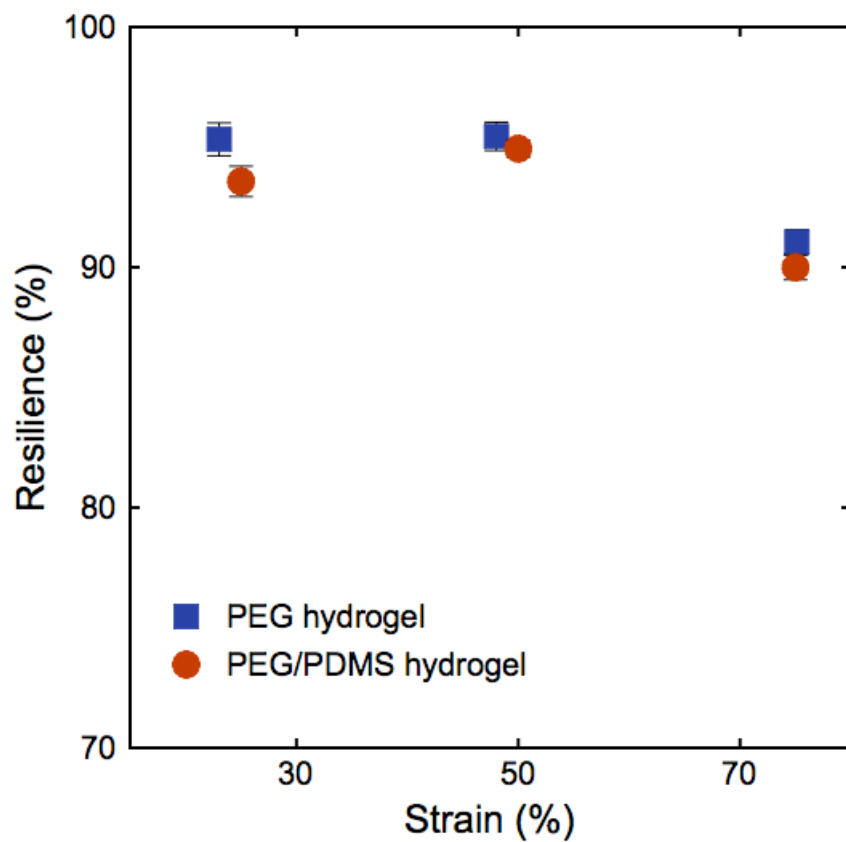 100
90
80
70
Resilience (%)
PEG hydrogel
PEG/PDMS hydrogel
30
50
70
Strain (%)